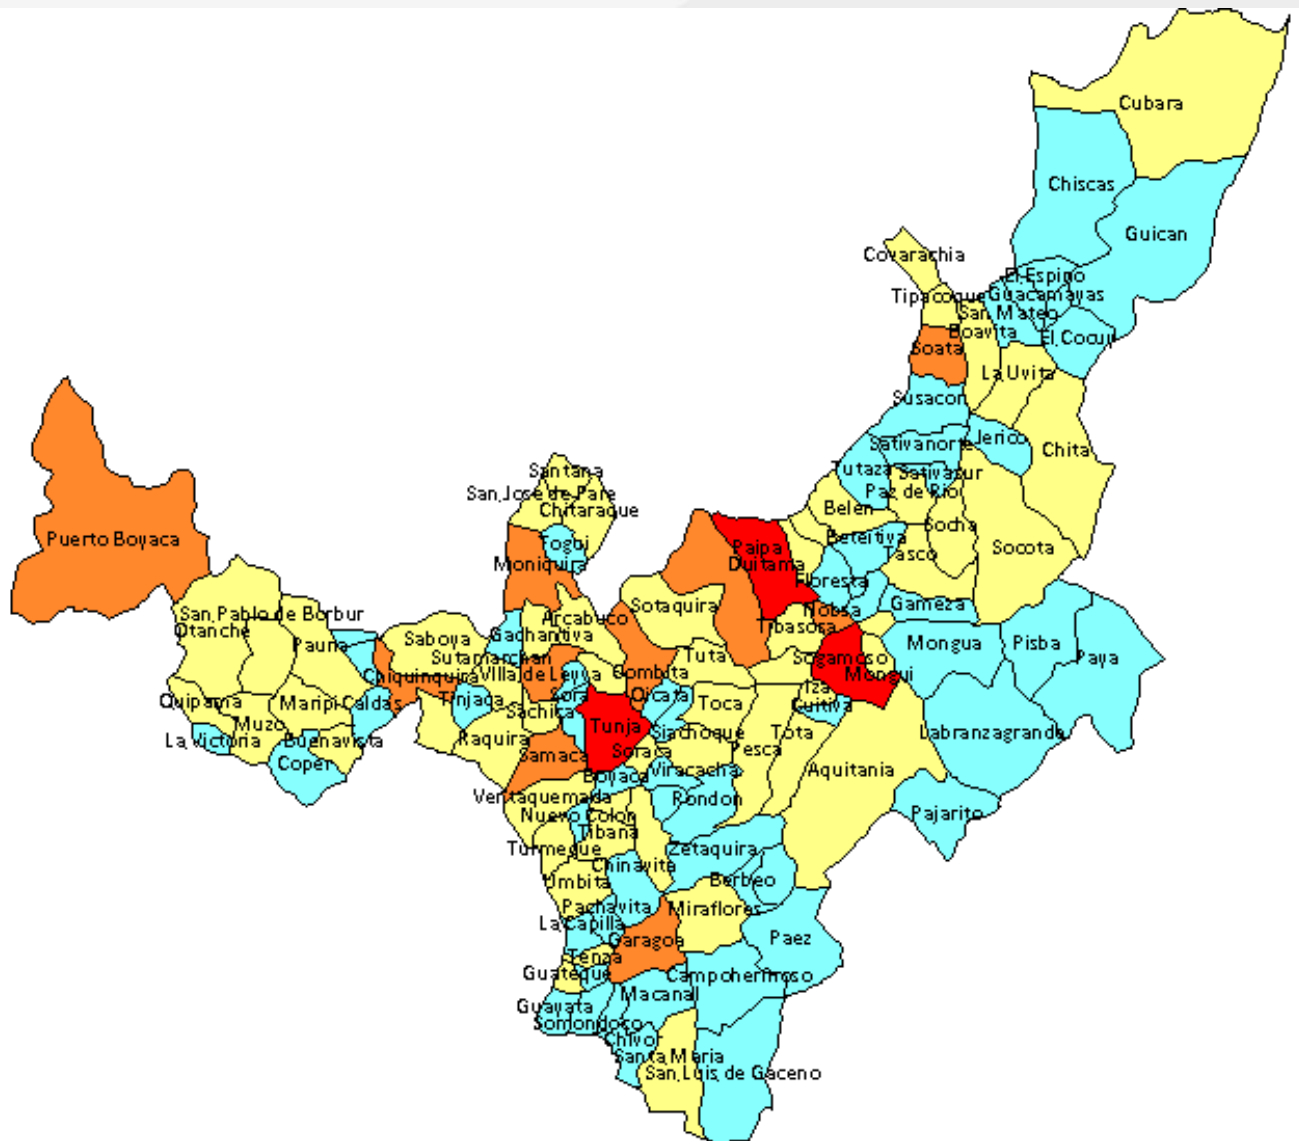 Cubara
Chiscas
Guican
Covarachia
El Espino
Tipacoque
Guacamayas
San Mateo
Boavita
El Cocuy
Soata
La Uvita
Susacon
Sativanorte
Jerico
Chita
Tutaza
Sativasur
Paz de Rio
Santana
San Jose de Pare
Chitaraque
Belen
Socha
Puerto Boyaca
Togui
Beteitiva
Tasco
Socota
Paipa
Moniquira
Duitama
Floresta
Gameza
Sotaquira
Nobsa
San Pablo de Borbur
Arcabuco
Tibasosa
Otanche
Gachantiva
Pauna
Saboya
Mongua
Pisba
Paya
Sutamarchan
Tuta
Sogamoso
Chiquinquira
Villa de Leyva
Combita
Mongui
Iza
Quipama
Maripi
Caldas
Tinjaca
Sora
Oicata
Toca
Cuitiva
Sachica
Muzo
Tunja
Siachoque
Tota
La Victoria
Buenavista
Raquira
Labranzagrande
Samaca
Soraca
Pesca
Coper
Boyaca
Viracacha
Aquitania
Ventaquemada
Rondon
Nuevo Colon
Pajarito
Tibana
Turmeque
Zetaquira
Chinavita
Umbita
Berbeo
Pachavita
Miraflores
La Capilla
Garagoa
Paez
Tenza
Guateque
Campohermoso
Macanal
Guayata
Somondoco
Chivor
Santa Maria
San Luis de Gaceno